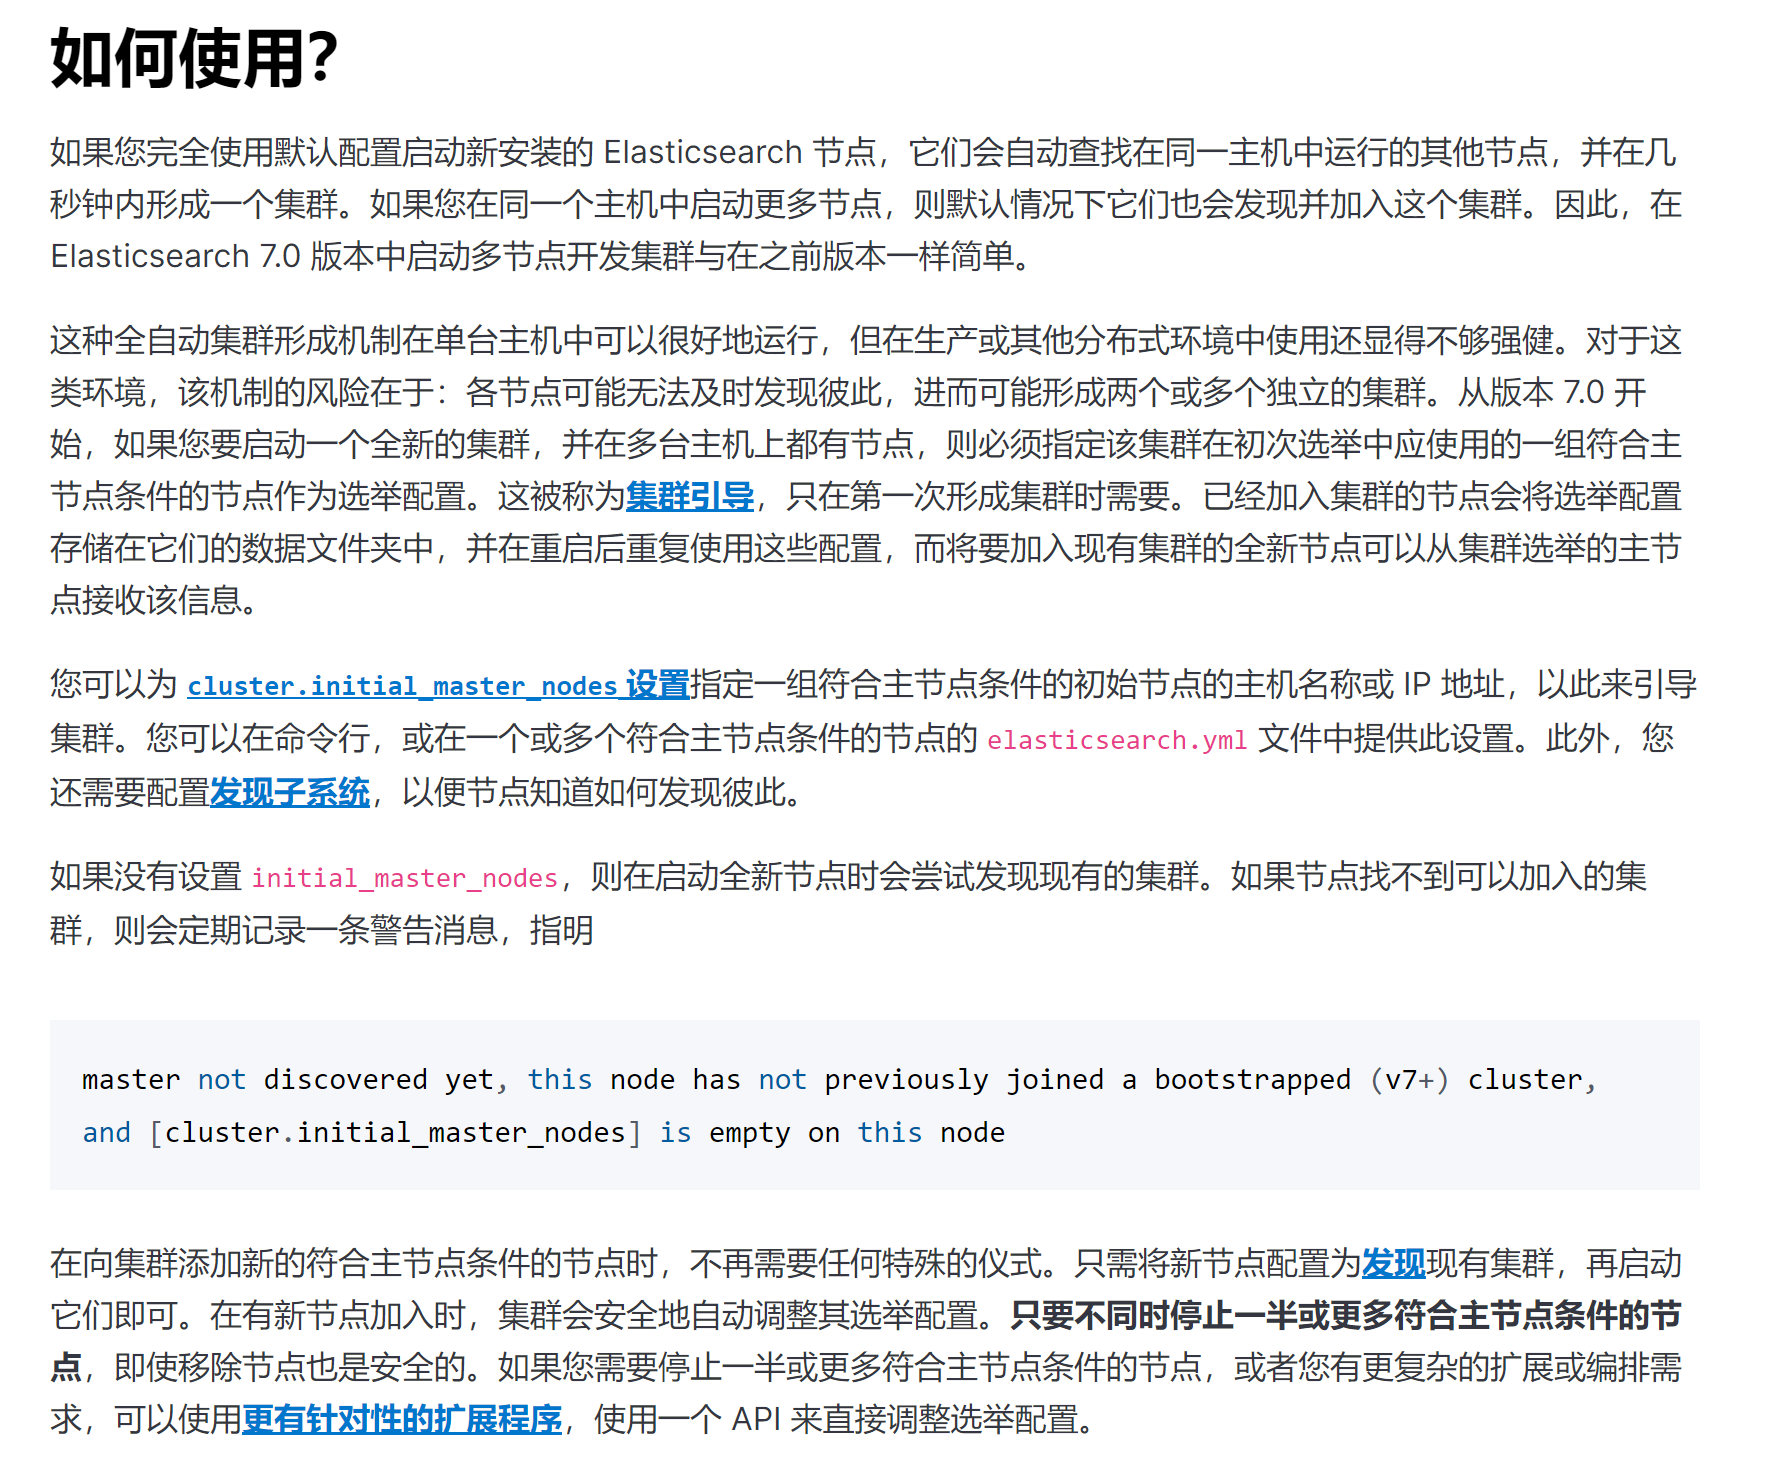 如何使用？
如果您完全使用默认配置启动新安装的 Elasticsearch 节点，它们会自动查找在同一主机中运行的其他节点，并在几
秒钟内形成一个集群。如果您在同一个主机中启动更多节点，则默认情况下它们也会发现并加入这个集群。因此，在
Elasticsearch 7.0 版本中启动多节点开发集群与在之前版本一样简单。
这种全自动集群形成机制在单台主机中可以很好地运行，但在生产或其他分布式环境中使用还显得不够强健。对于这
类环境，该机制的风险在于：各节点可能无法及时发现彼此，进而可能形成两个或多个独立的集群。从版本 7.0 开
始，如果您要启动一个全新的集群，并在多台主机上都有节点，则必须指定该集群在初次选举中应使用的一组符合主
节点条件的节点作为选举配置。这被称为集群引导，只在第一次形成集群时需要。已经加入集群的节点会将选举配置
存储在它们的数据文件夹中，并在重启后重复使用这些配置，而将要加入现有集群的全新节点可以从集群选举的主节
点接收该信息。
您可以为 cluster.initial_master_nodes 设置指定一组符合主节点条件的初始节点的主机名称或 IP 地址，以此来引导
集群。您可以在命令行，或在一个或多个符合主节点条件的节点的 elasticsearch.yml 文件中提供此设置。此外，您
还需要配置发现子系统，以便节点知道如何发现彼此。
如果没有设置 initial_master_nodes，则在启动全新节点时会尝试发现现有的集群。如果节点找不到可以加入的集
群，则会定期记录一条警告消息，指明
master not discovered yet, this node has not previously joined a bootstrapped (v7+) cluster,
and [cluster.initial_master_nodes] is empty on this node
在向集群添加新的符合主节点条件的节点时，不再需要任何特殊的仪式。只需将新节点配置为发现现有集群，再启动
它们即可。在有新节点加入时，集群会安全地自动调整其选举配置。只要不同时停止一半或更多符合主节点条件的节
点，即使移除节点也是安全的。如果您需要停止一半或更多符合主节点条件的节点，或者您有更复杂的扩展或编排需
求，可以使用更有针对性的扩展程序，使用一个 API 来直接调整选举配置。